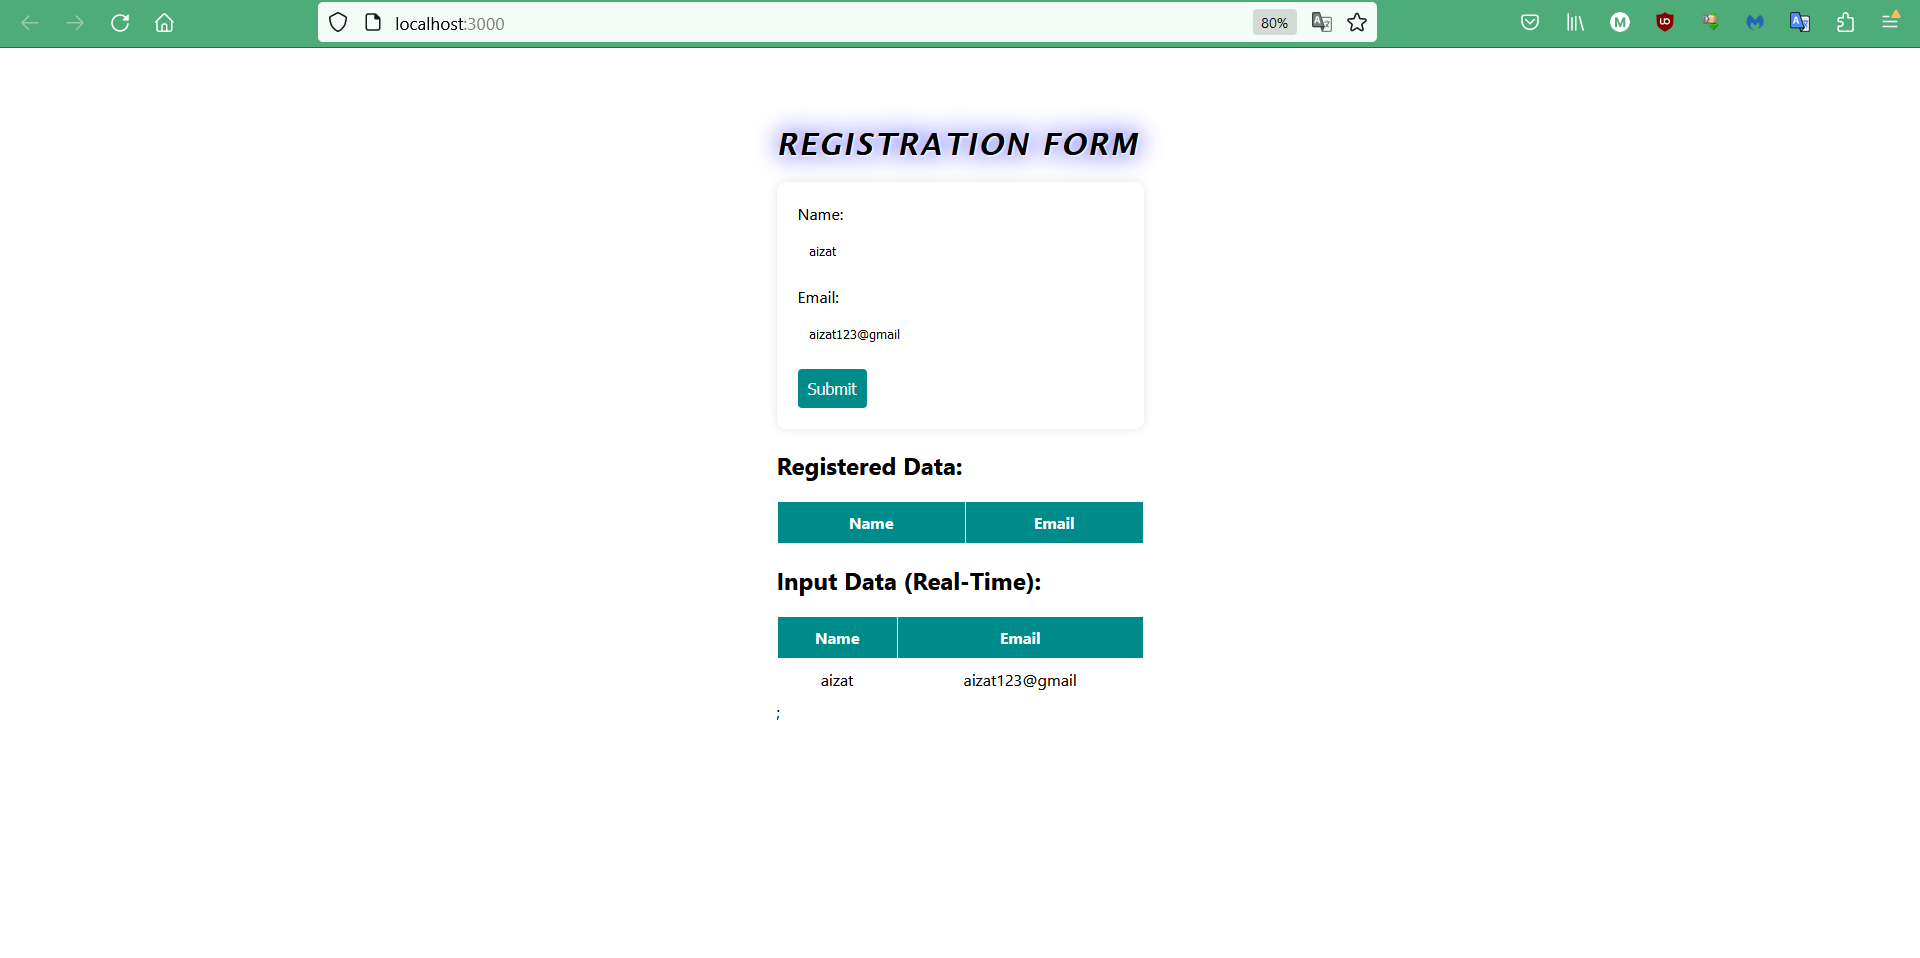 localhost:3000
80%
REGISTRATION FORM
Name:
aizat
Email:
aizat123@gmail
Submit
Registered Data:
Name Email
Input Data (Real-Time):
Name Email
aizat aizat123@gmail
;